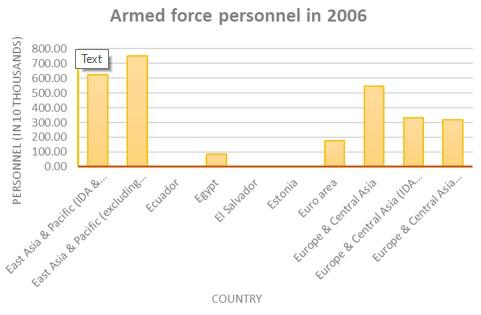 Armed force personnel in 2006
PERSONNEL (IN 10 THOUSANDS)
800.00
700.00
600.00
500.00
400.00
300.00
200.00
100.00
0.00
Text
East Asia & Pacific (IDA &...
East Asia & Pacific (excluding...
Ecuador
Egypt
El Salvador
Estonia
Euro area
Europe & Central Asia
Europe & Central Asia (IDA...
Europe & Central Asia...
COUNTRY